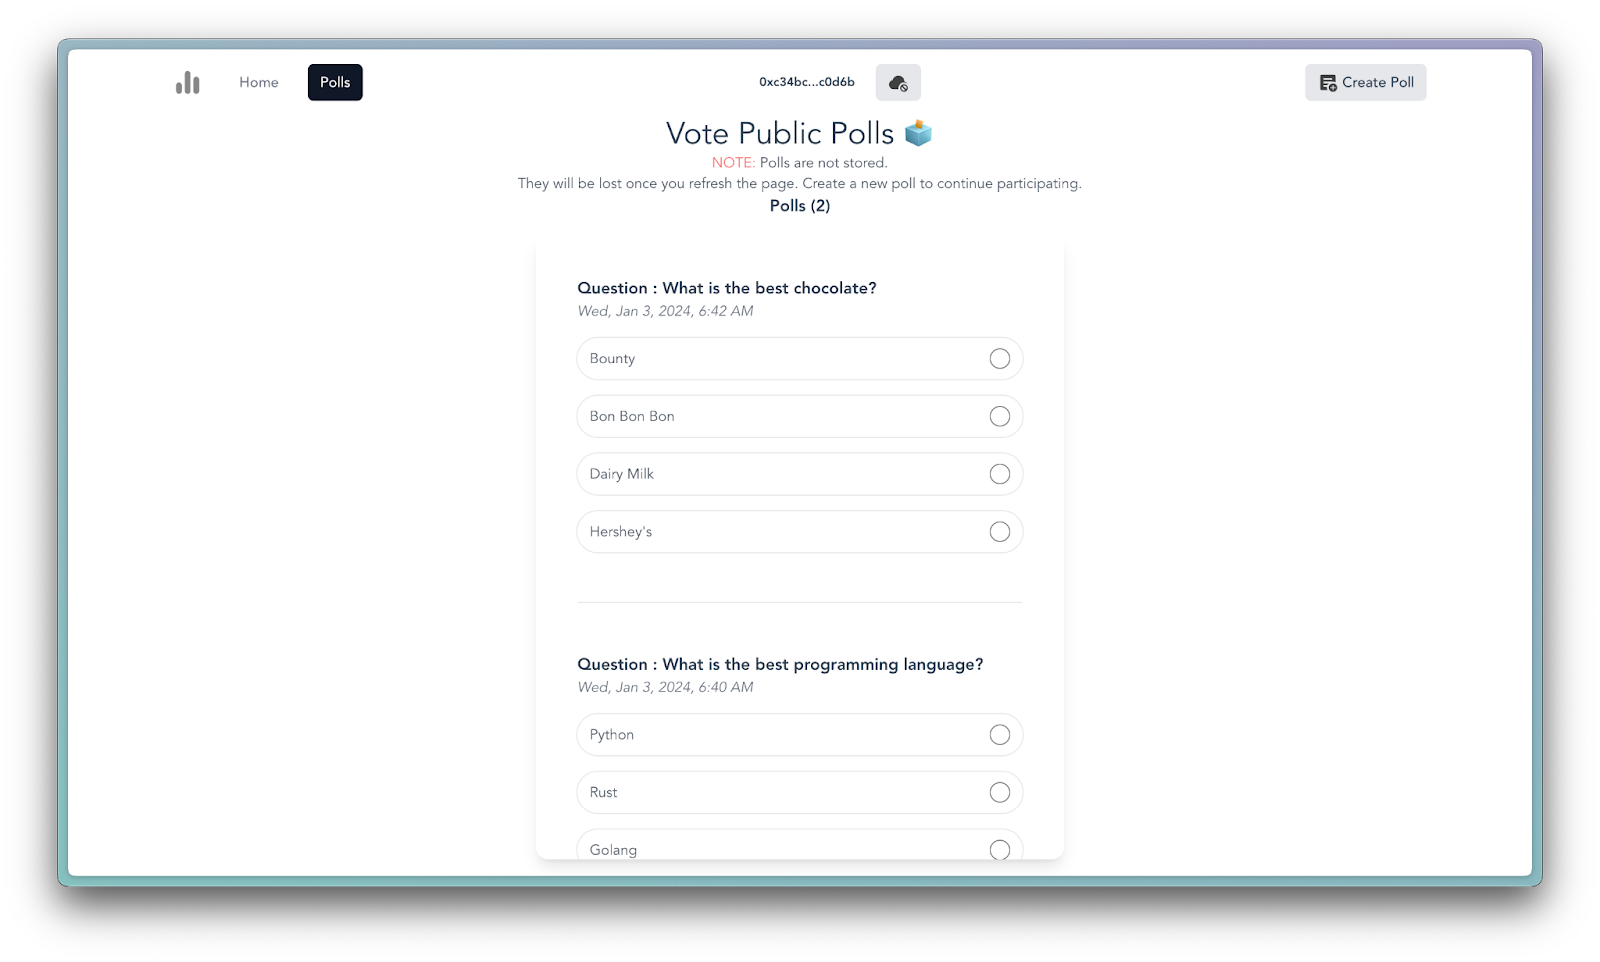 Home
Polls
0xc34bc...c0d6b
Create Poll
Vote Public Polls
NOTE: Polls are not stored.
They will be lost once you refresh the page. Create a new poll to continue participating.
Polls (2)
Question : What is the best chocolate?
Wed, Jan 3, 2024, 6:42 AM
Bounty
Bon Bon Bon
Dairy Milk
Hershey's
Question : What is the best programming language?
Wed, Jan 3, 2024, 6:40 AM
Python
Rust
Golang